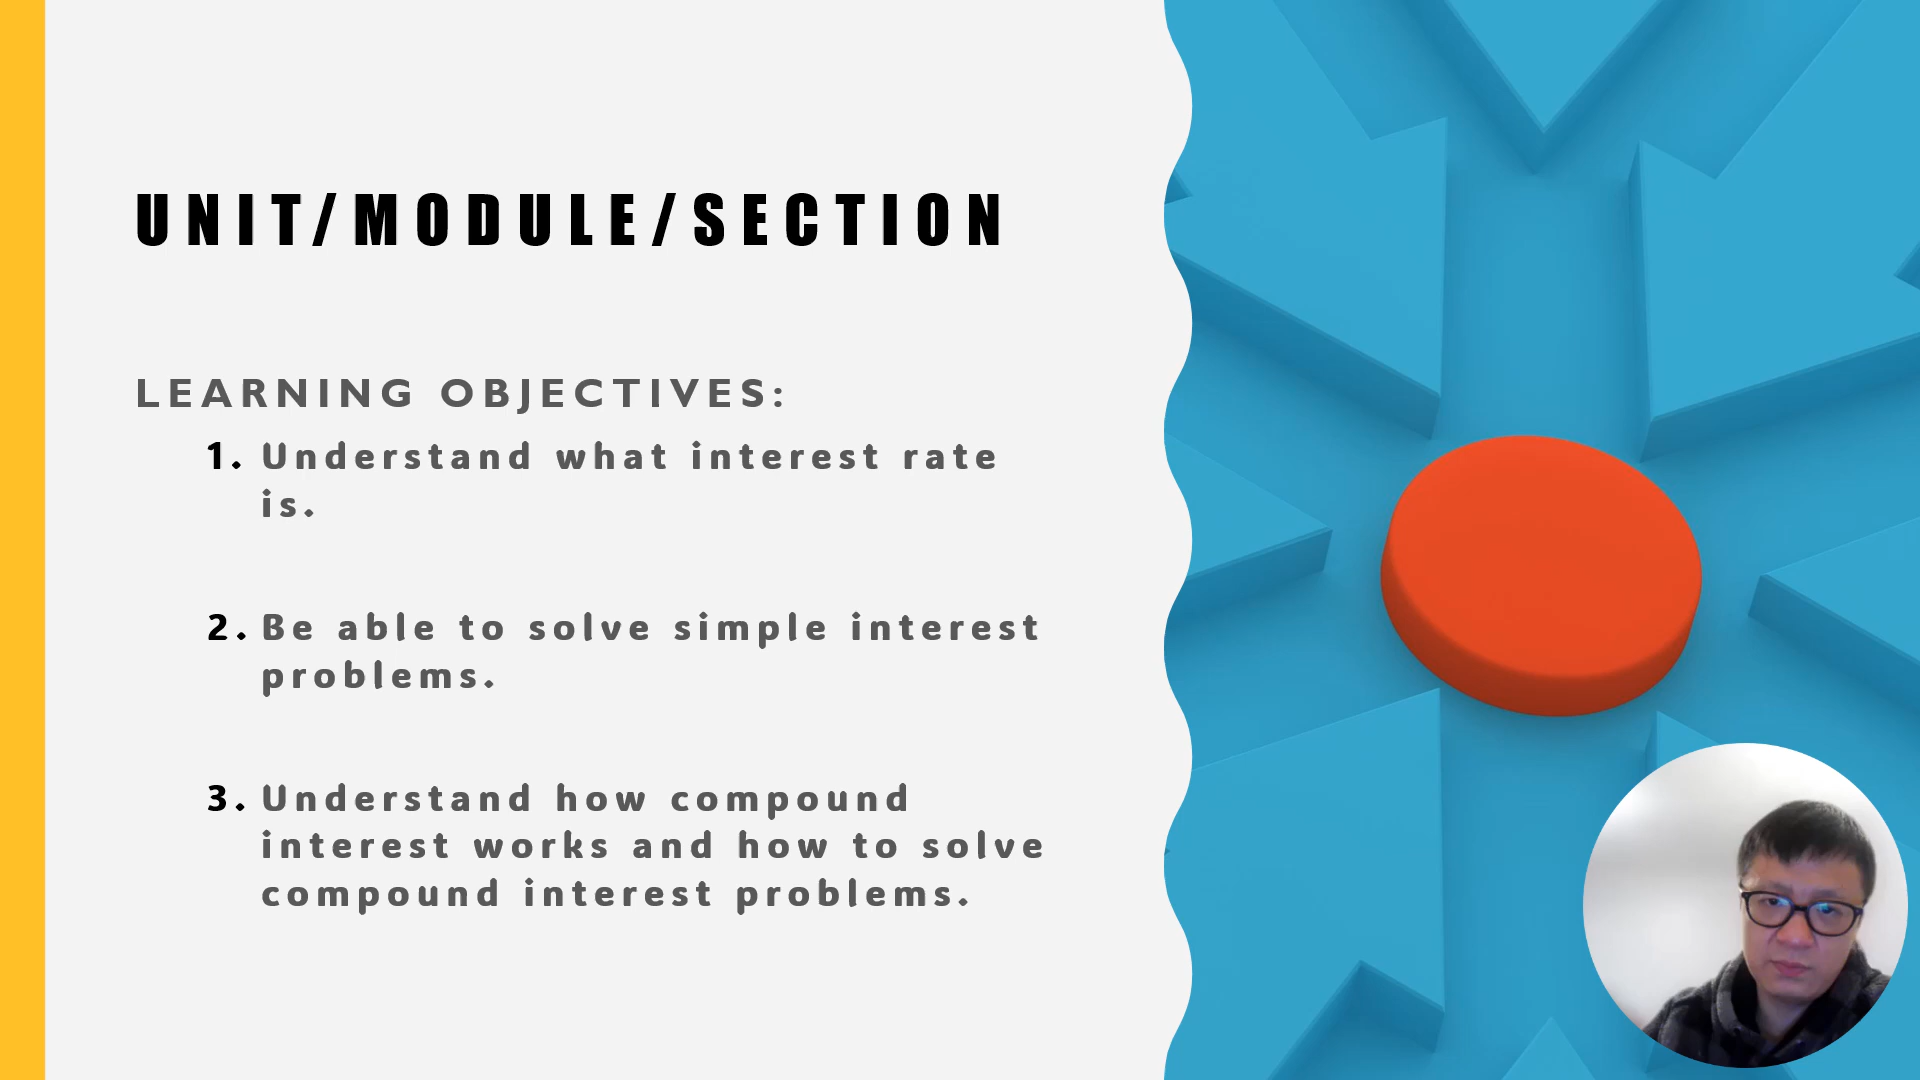 UNIT/MODULE/SECTION
LEARNING OBJECTIVES:
1. Understand what interest rate
is.
2. Be able to solve simple interest
problems.
3. Understand how compound
interest works and how to solve
compound interest problems.